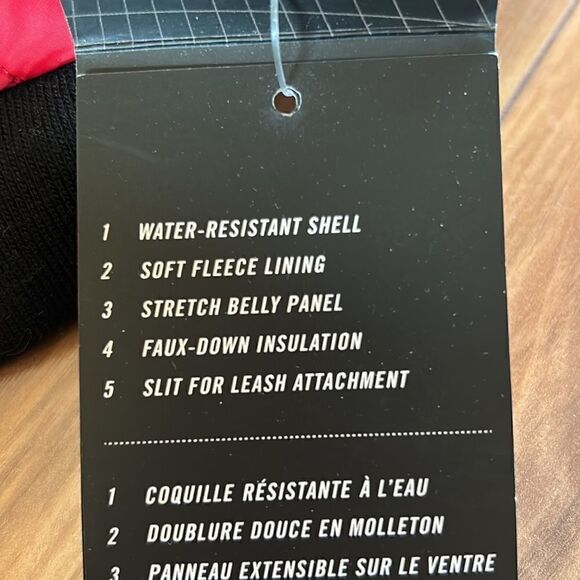 1 WATER-RESISTANT SHELL
2 SOFT FLEECE LINING
3 STRETCH BELLY PANEL
4 FAUX-DOWN INSULATION
5 SLIT FOR LEASH ATTACHMENT
1 COQUILLE RÉSISTANTE À L'EAU
2 DOUBLURE DOUCE EN MOLLETON
3 PANNEAU EXTENSIBLE SUR LE VENTRE